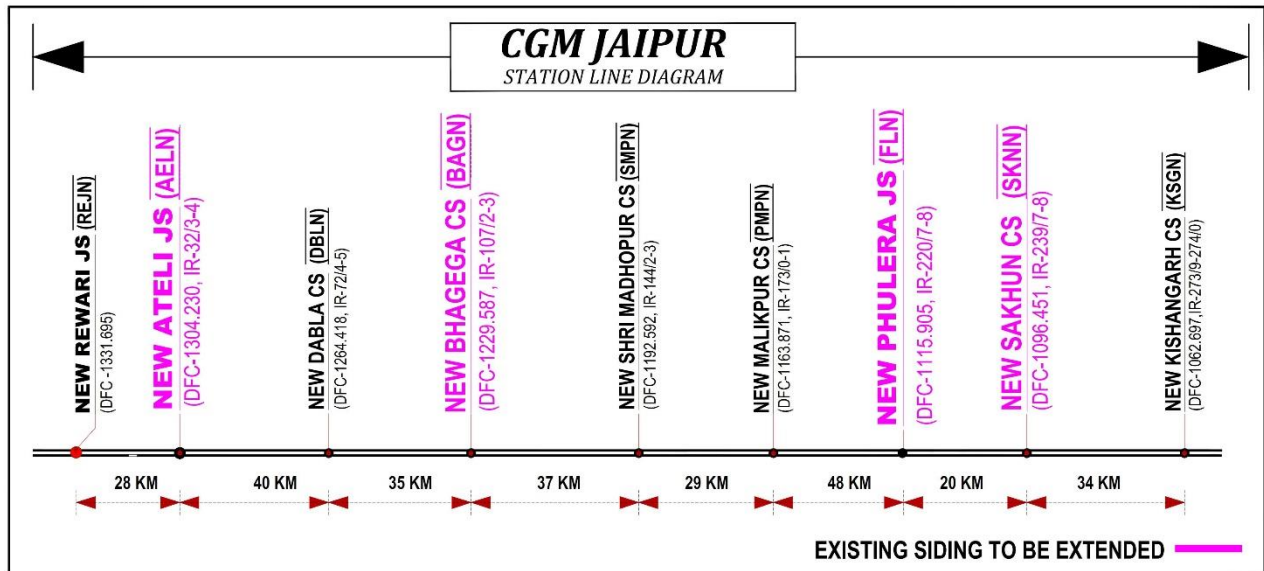 CGM JAIPUR
STATION LINE DIAGRAM
NEW REWARI JS (REJN)
(DFC -1331.695)
NEW ATELI JS (AELN)
(DFC-1304.230, IR-32/3-4)
NEW DABLA CS (DBLN)
(DFC-1264.418, IR-72/4-5)
NEW BHAGEGA CS (BAGN)
(DFC-1229.587, IR-107/2-3)
NEW SHRI MADHOPUR CS (SMPN)
(DFC-1192.592, IR-144/2-3)
NEW MALIKPUR CS (PMPN)
(DFC-1163.871, IR-173/0-1)
NEW PHULERA JS (FLN)
(DFC-1115.905, IR-220/7-8)
NEW SAKHUN CS (SKNN)
(DFC-1096.451, IR-239/7-8)
NEW KISHANGARH CS (KSGN)
(DFC-1062.697, IR-273/9-274/0)
28 KM
40 KM
35 KM
37 KM
29 KM
48 KM
20 KM
34 KM
EXISTING SIDING TO BE EXTENDED